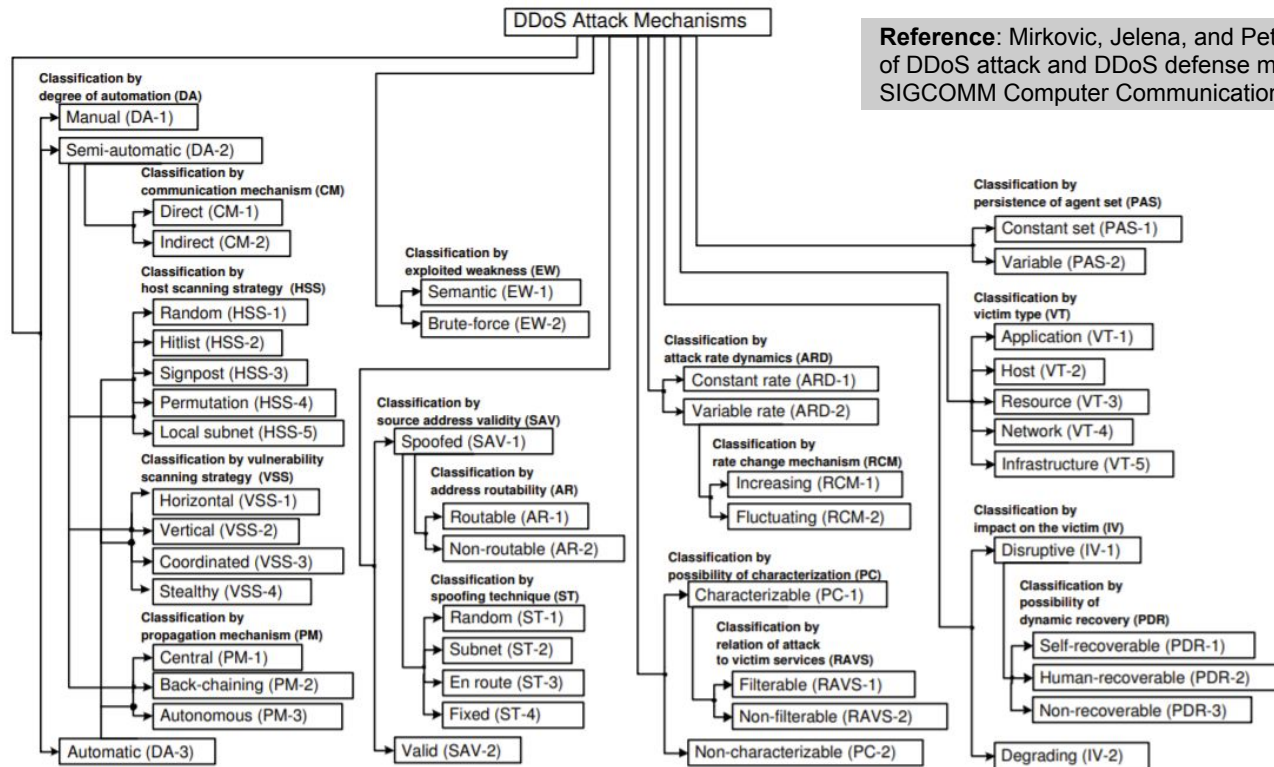 DDoS Attack Mechanisms
Reference: Mirkovic, Jelena, and Pet
of DDoS attack and DDoS defense m
SIGCOMM Computer Communication
Classification by
degree of automation (DA)
Manual (DA-1)
Semi-automatic (DA-2)
Classification by
communication mechanism (CM)
Direct (CM-1)
Indirect (CM-2)
Classification by
host scanning strategy (HSS)
Random (HSS-1)
Hitlist (HSS-2)
Signpost (HSS-3)
Permutation (HSS-4)
Local subnet (HSS-5)
Classification by vulnerability
scanning strategy (VSS)
Horizontal (VSS-1)
Vertical (VSS-2)
Coordinated (VSS-3)
Stealthy (VSS-4)
Classification by
propagation mechanism (PM)
Central (PM-1)
Back-chaining (PM-2)
Autonomous (PM-3)
Automatic (DA-3)
Classification by
exploited weakness (EW)
Semantic (EW-1)
Brute-force (EW-2)
Classification by
source address validity (SAV)
Spoofed (SAV-1)
Classification by
address routability (AR)
Routable (AR-1)
Non-routable (AR-2)
Classification by
spoofing technique (ST)
Random (ST-1)
Subnet (ST-2)
En route (ST-3)
Fixed (ST-4)
Valid (SAV-2)
Classification by
attack rate dynamics (ARD)
Constant rate (ARD-1)
Variable rate (ARD-2)
Classification by
rate change mechanism (RCM)
Increasing (RCM-1)
Fluctuating (RCM-2)
Classification by
possibility of characterization (PC)
Characterizable (PC-1)
Classification by
relation of attack
to victim services (RAVS)
Filterable (RAVS-1)
Non-filterable (RAVS-2)
Non-characterizable (PC-2)
Classification by
persistence of agent set (PAS)
Constant set (PAS-1)
Variable (PAS-2)
Classification by
victim type (VT)
Application (VT-1)
Host (VT-2)
Resource (VT-3)
Network (VT-4)
Infrastructure (VT-5)
Classification by
impact on the victim (IV)
Disruptive (IV-1)
Classification by
possibility of
dynamic recovery (PDR)
Self-recoverable (PDR-1)
Human-recoverable (PDR-2)
Non-recoverable (PDR-3)
Degrading (IV-2)